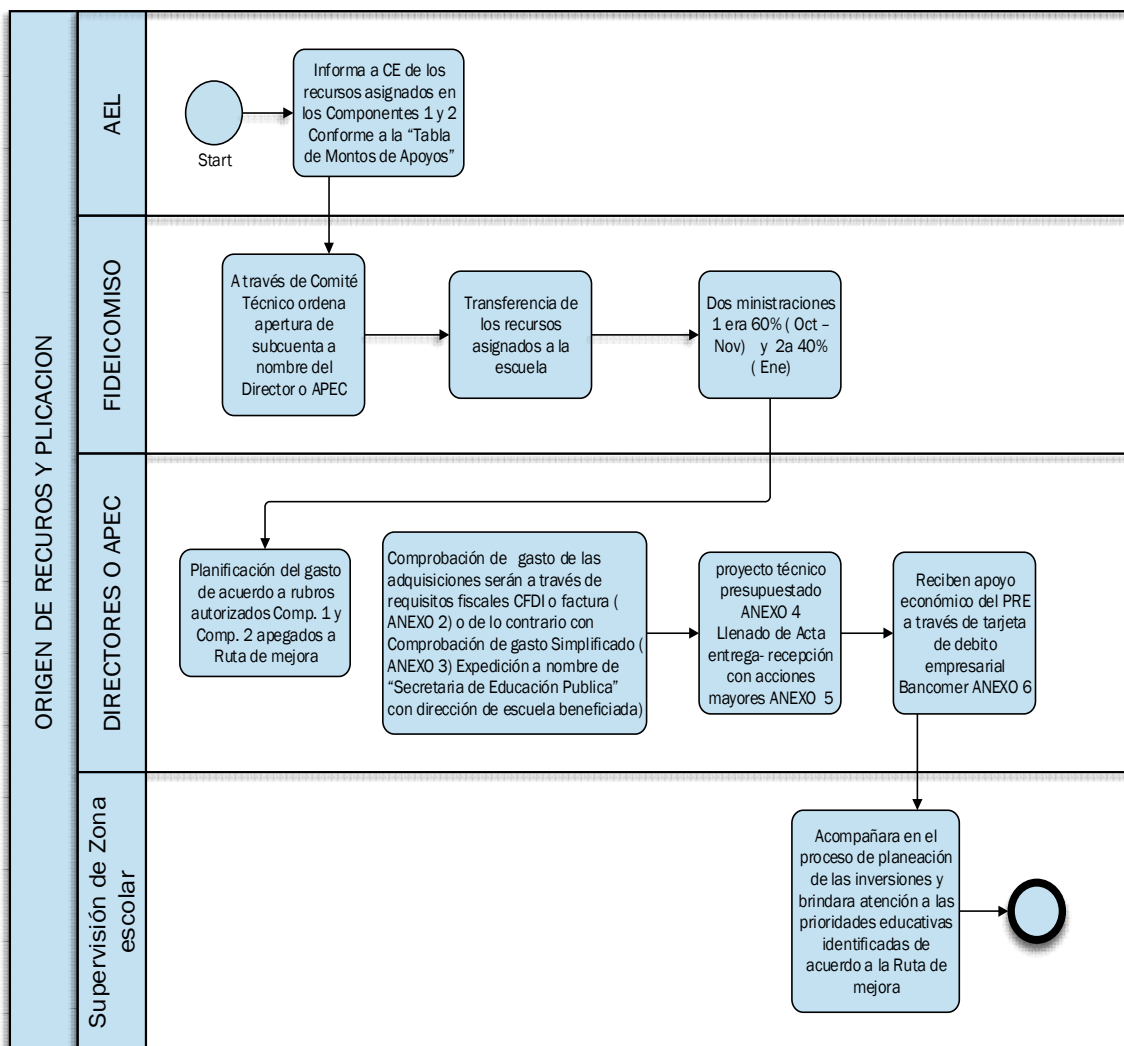 ORIGEN DE RECUROS Y PLICACION
AEL
Start
Informa a CE de los
recursos asignados en
los Componentes 1 y 2
Conforme a la “Tabla
de Montos de Apoyos”
FIDEICOMISO
A través de Comité
Técnico ordena
apertura de
subcuenta a
nombre del
Director o APEC
Transferencia de
los recursos
asignados a la
escuela
Dos ministraciones
1 era 60% ( Oct –
Nov) y 2a 40%
( Ene)
DIRECTORES O APEC
Planificación del gasto
de acuerdo a rubros
autorizados Comp. 1 y
Comp. 2 apegados a
Ruta de mejora
Comprobación de gasto de las
adquisiciones serán a través de
requisitos fiscales CFDI o factura (
ANEXO 2) o de lo contrario con
Comprobación de gasto Simplificado (
ANEXO 3) Expedición a nombre de
“Secretaria de Educación Publica”
con dirección de escuela beneficiada)
proyecto técnico
presupuestado
ANEXO 4
Llenado de Acta
entrega- recepción
con acciones
mayores ANEXO 5
Reciben apoyo
económico del PRE
a través de tarjeta
de debito
empresarial
Bancomer ANEXO 6
Supervisión de Zona
escolar
Acompañara en el
proceso de planeación
de las inversiones y
brindara atención a las
prioridades educativas
identificadas de
acuerdo a la Ruta de
mejora